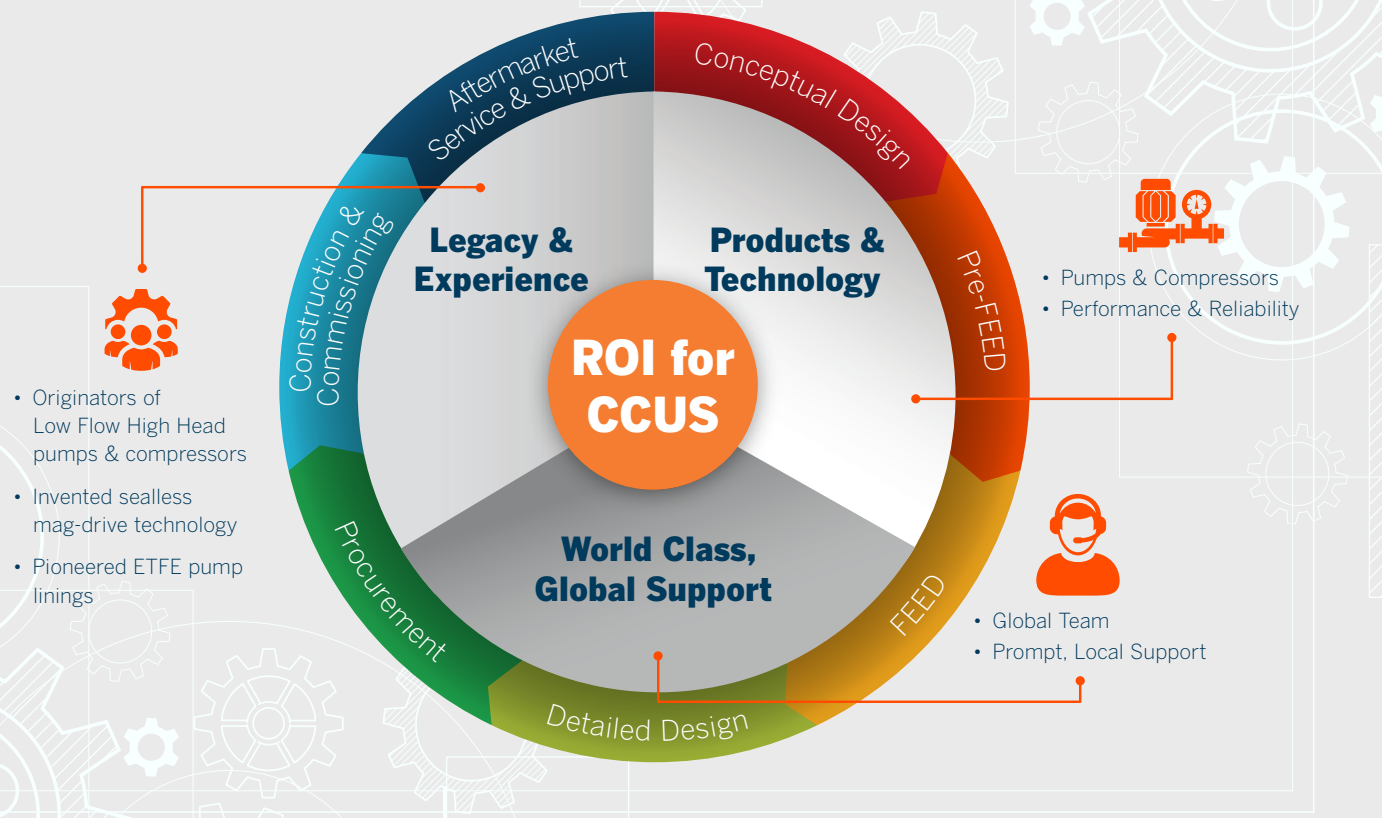 Aftermarket
Service & Support
Conceptual Design
Pre-FEED
FEED
Detailed Design
Procurement
Construction &
Commissioning
Legacy &
Experience
Products &
Technology
World Class,
Global Support
ROI for
CCUS
• Originators of
Low Flow High Head
pumps & compressors
• Invented sealless
mag-drive technology
• Pioneered ETFE pump
linings
• Pumps & Compressors
• Performance & Reliability
• Global Team
• Prompt, Local Support